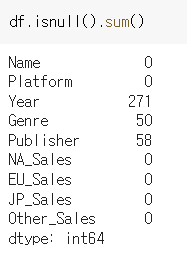 df.isnull().sum()
Name 0
Platform 0
Year 271
Genre 50
Publisher 58
NA_Sales 0
EU_Sales 0
JP_Sales 0
Other_Sales 0
dtype: int64